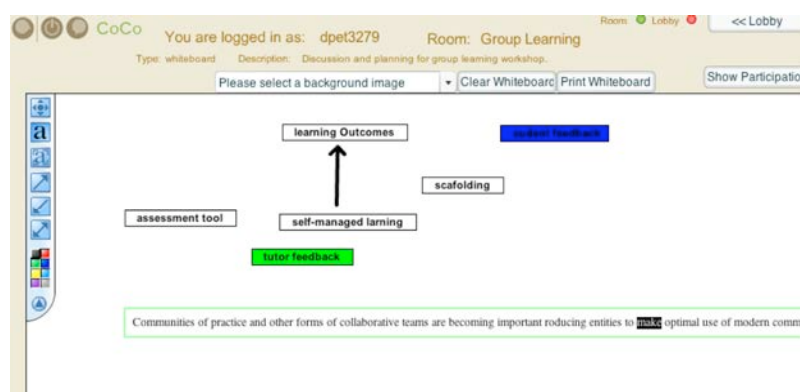 CoCo
You are logged in as: dpet3279
Room: Group Learning
Room: Lobby
<< Lobby
Type: whiteboard Description: Discussion and planning for group learning workshop.
Please select a background image
Clear Whiteboard
Print Whiteboard
Show Participatio
learning Outcomes
sudent feedback
scafolding
assessment tool
self-managed larning
tutor feedback
Communities of practice and other forms of collaborative teams are becoming important roducing entities to make optimal use of modern comm
a
a